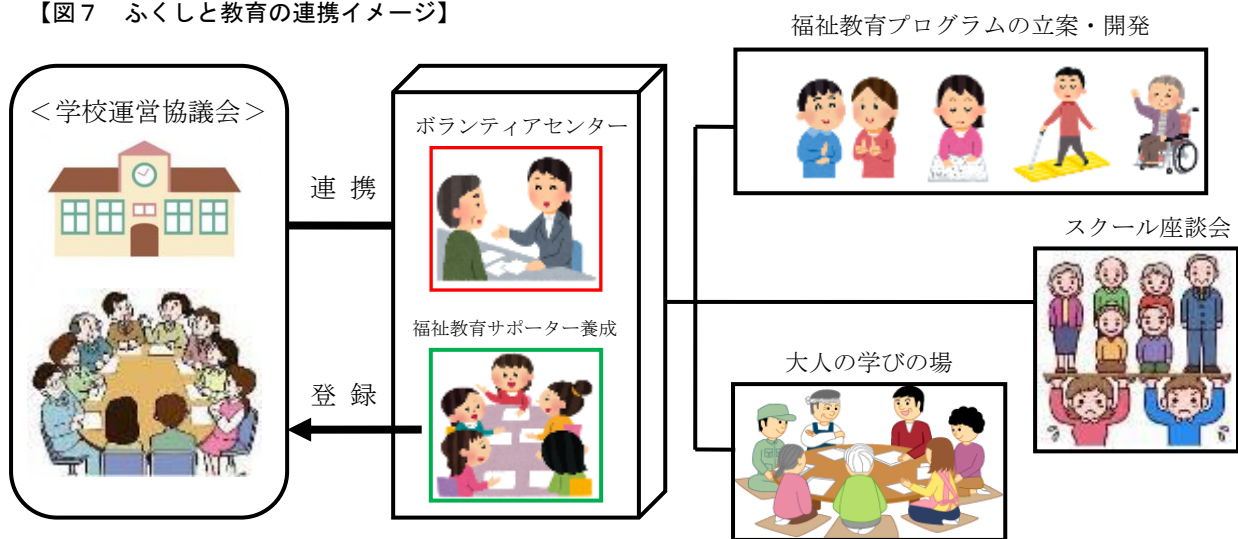 【図７　ふくしと教育の連携イメージ】
福祉教育プログラムの立案・開発
＜学校運営協議会＞
ボランティアセンター
連 携
スクール座談会
福祉教育サポーター養成
大人の学びの場
登 録